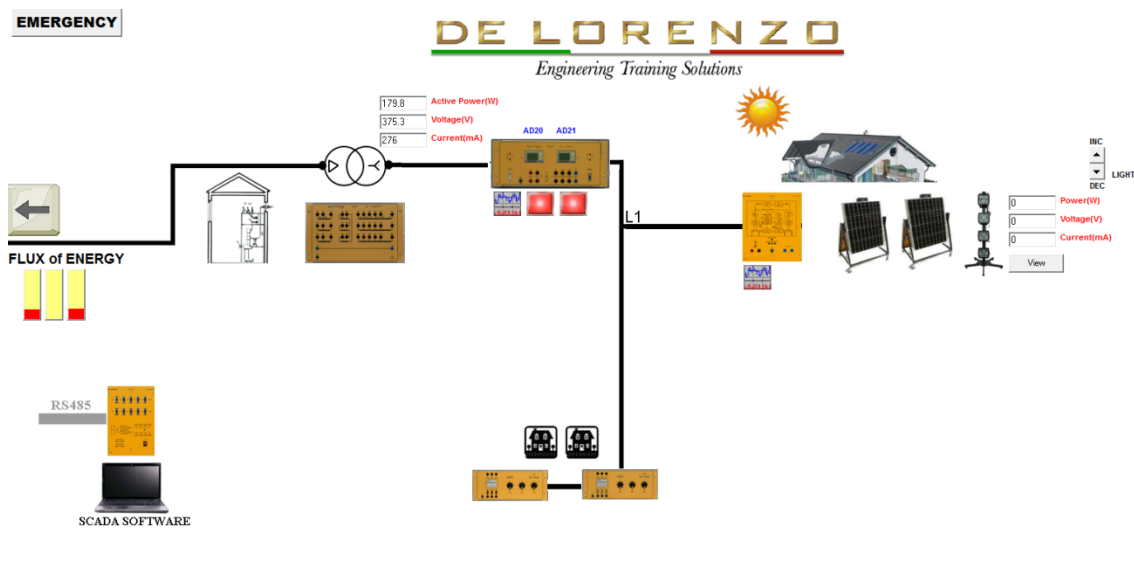 EMERGENCY
DE LORENZO
Engineering Training Solutions
179.8 Active Power(W)
375.3 Voltage(V)
276 Current(mA)
AD20 AD21
INC
LIGHT
DEC
L1
0 Power(W)
0 Voltage(V)
0 Current(mA)
View
FLUX of ENERGY
RS485
SCADA SOFTWARE